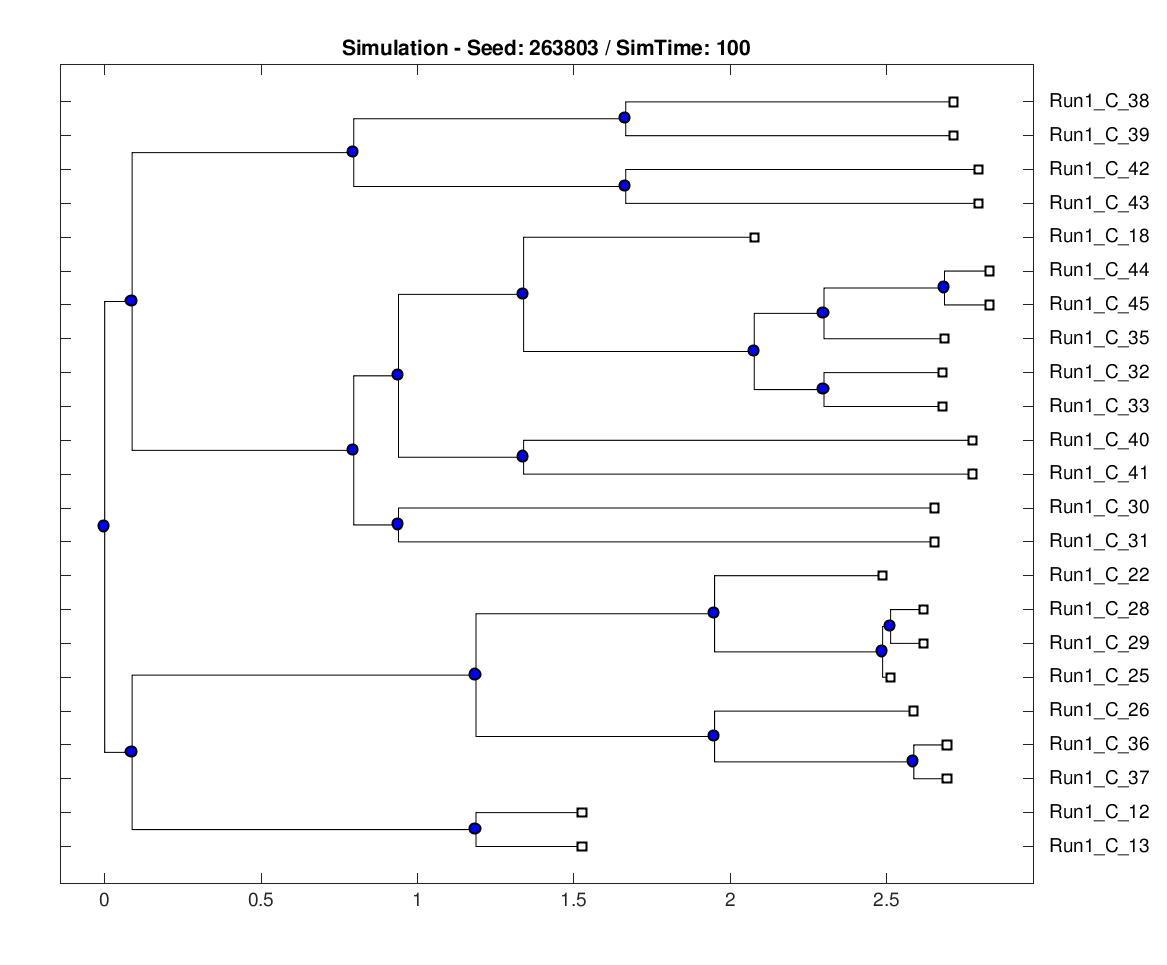 Simulation - Seed: 263803 / SimTime: 100
Run1_C_38
Run1_C_39
Run1_C_42
Run1_C_43
Run1_C_18
Run1_C_44
Run1_C_45
Run1_C_35
Run1_C_32
Run1_C_33
Run1_C_40
Run1_C_41
Run1_C_30
Run1_C_31
Run1_C_22
Run1_C_28
Run1_C_29
Run1_C_25
Run1_C_26
Run1_C_36
Run1_C_37
Run1_C_12
Run1_C_13
0 0.5 1 1.5 2 2.5